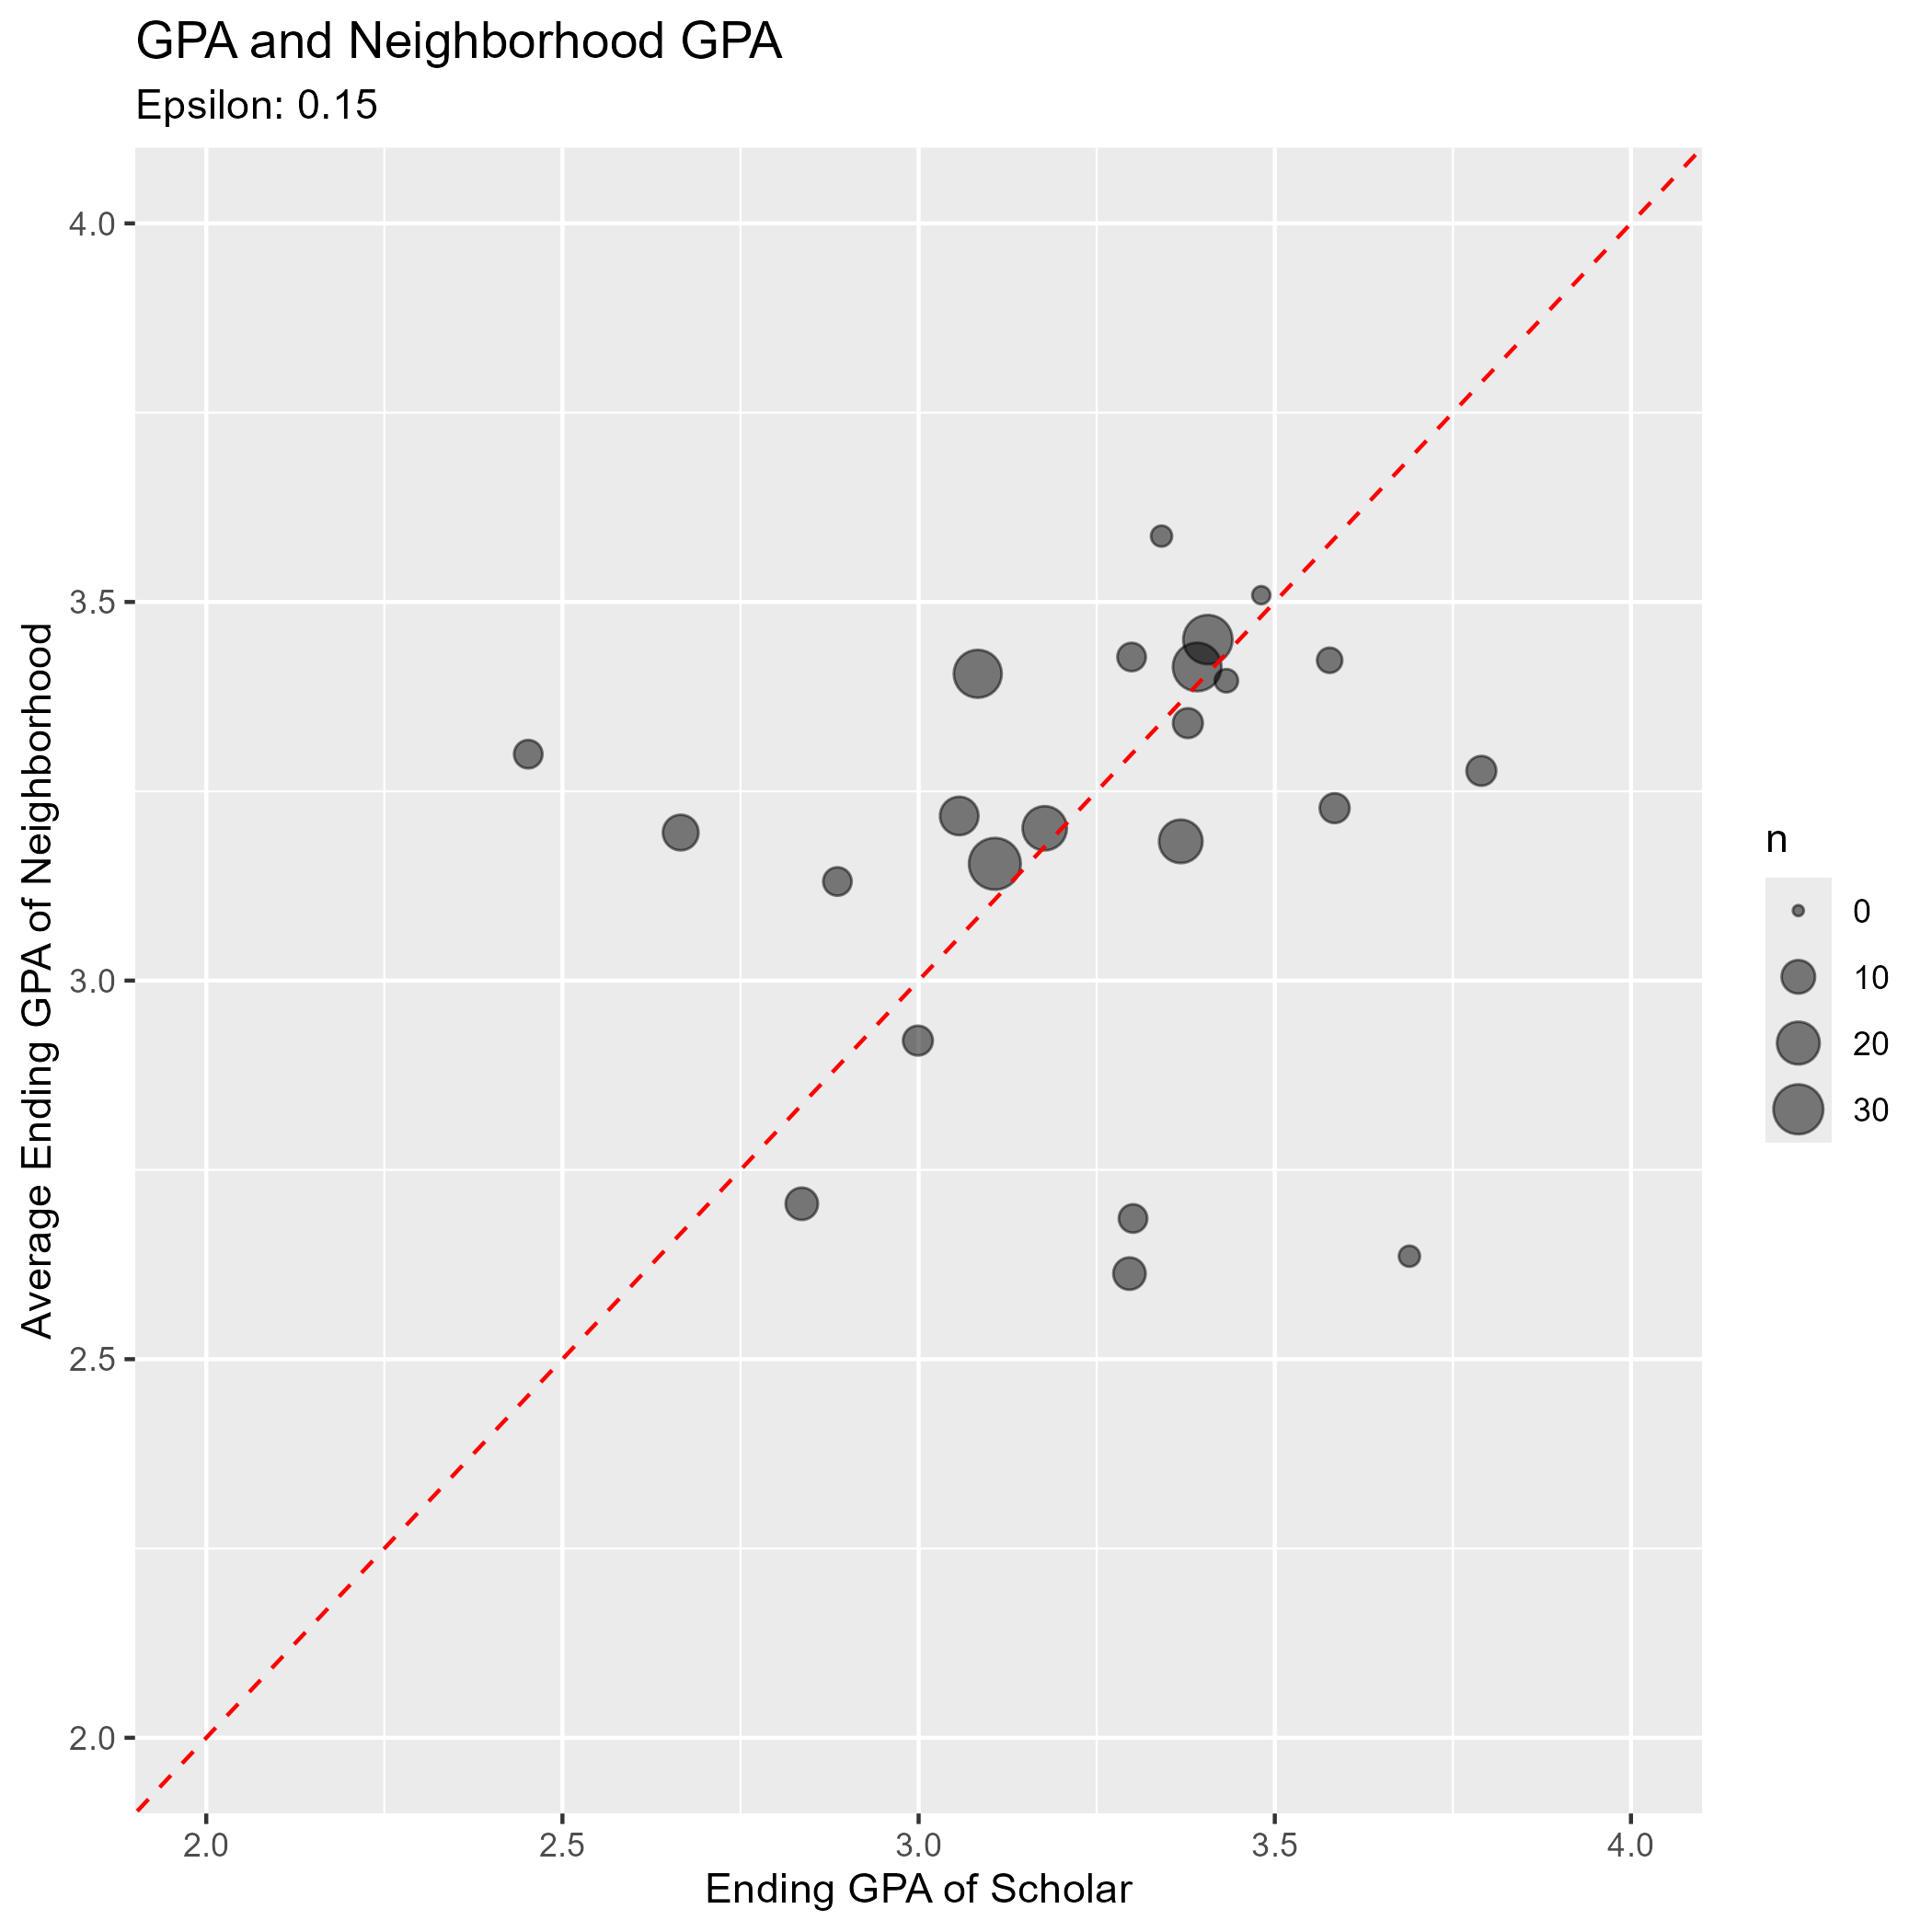 GPA and Neighborhood GPA
Epsilon: 0.15
Average Ending GPA of Neighborhood
4.0
3.5
3.0
2.5
2.0
2.0 2.5 3.0 3.5 4.0
Ending GPA of Scholar
n
0
10
20
30